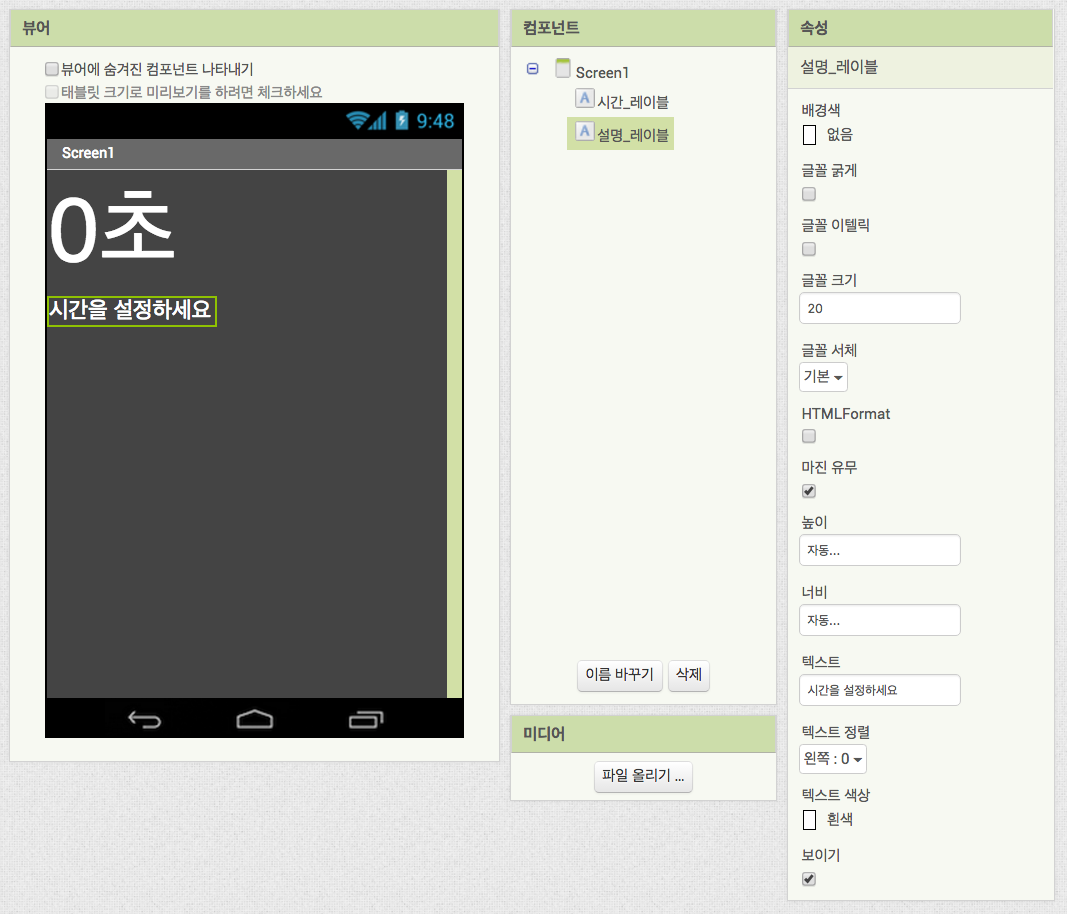 뷰어
뷰어에 숨겨진 컴포넌트 나타내기
태블릿 크기로 미리보기를 하려면 체크하세요
9:48
Screen1
0초
시간을 설정하세요
컴포넌트
Screen1
A 시간_레이블
A 설명_레이블
이름 바꾸기 삭제
미디어
파일 올리기 ...
속성
설명_레이블
배경색
없음
글꼴 굵게
글꼴 이텔릭
글꼴 크기
20
글꼴 서체
기본
HTMLFormat
마진 유무
높이
자동...
너비
자동...
텍스트
시간을 설정하세요
텍스트 정렬
왼쪽 : 0
텍스트 색상
흰색
보이기